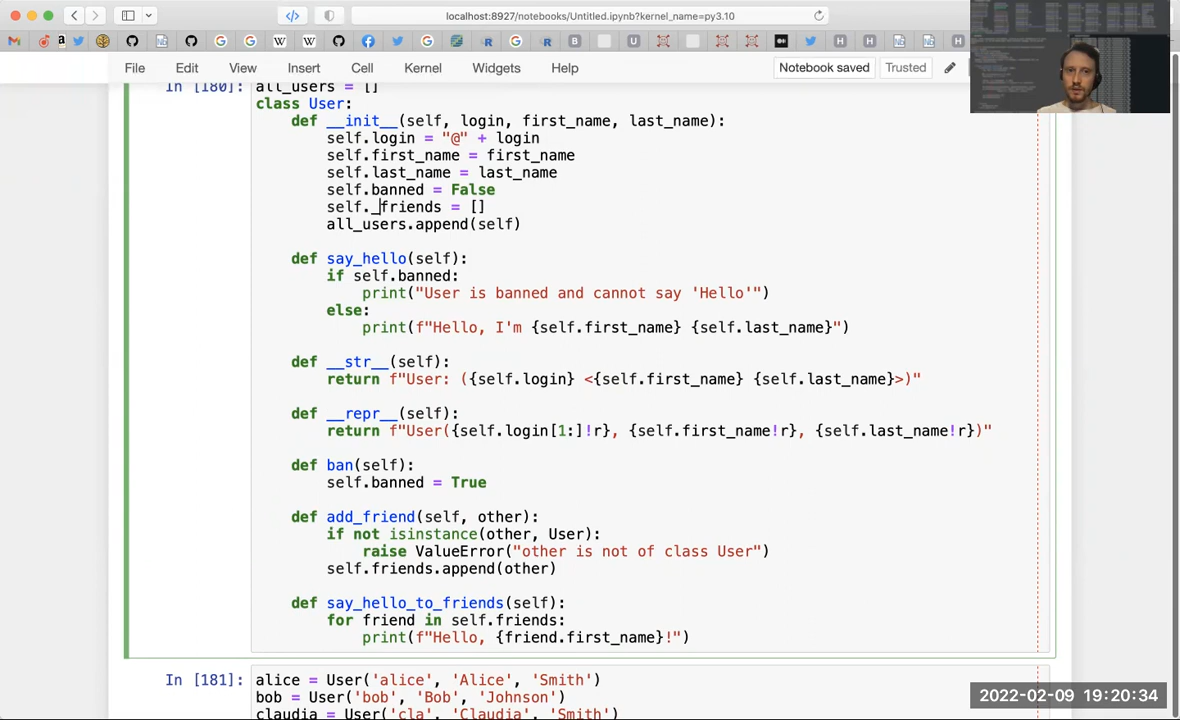 localhost:8927/notebooks/Untitled.ipynb?kernel_name=py3.10
File Edit View Insert Cell Kernel Widgets Help Notebook saved Trusted
In [180]: all_users = []
class User:
    def __init__(self, login, first_name, last_name):
        self.login = "@" + login
        self.first_name = first_name
        self.last_name = last_name
        self.banned = False
        self._friends = []
        all_users.append(self)
    def say_hello(self):
        if self.banned:
            print("User is banned and cannot say 'Hello'")
        else:
            print(f"Hello, I'm {self.first_name} {self.last_name}")
    def __str__(self):
        return f"User: ({self.login} <{self.first_name} {self.last_name}>)"
    def __repr__(self):
        return f"User({self.login[1:]!r}, {self.first_name!r}, {self.last_name!r})"
    def ban(self):
        self.banned = True
    def add_friend(self, other):
        if not isinstance(other, User):
            raise ValueError("other is not of class User")
        self.friends.append(other)
    def say_hello_to_friends(self):
        for friend in self.friends:
            print(f"Hello, {friend.first_name}!")
In [181]: alice = User('alice', 'Alice', 'Smith')
bob = User('bob', 'Bob', 'Johnson')
claudia = User('cla', 'Claudia', 'Smith')
2022-02-09 19:20:34